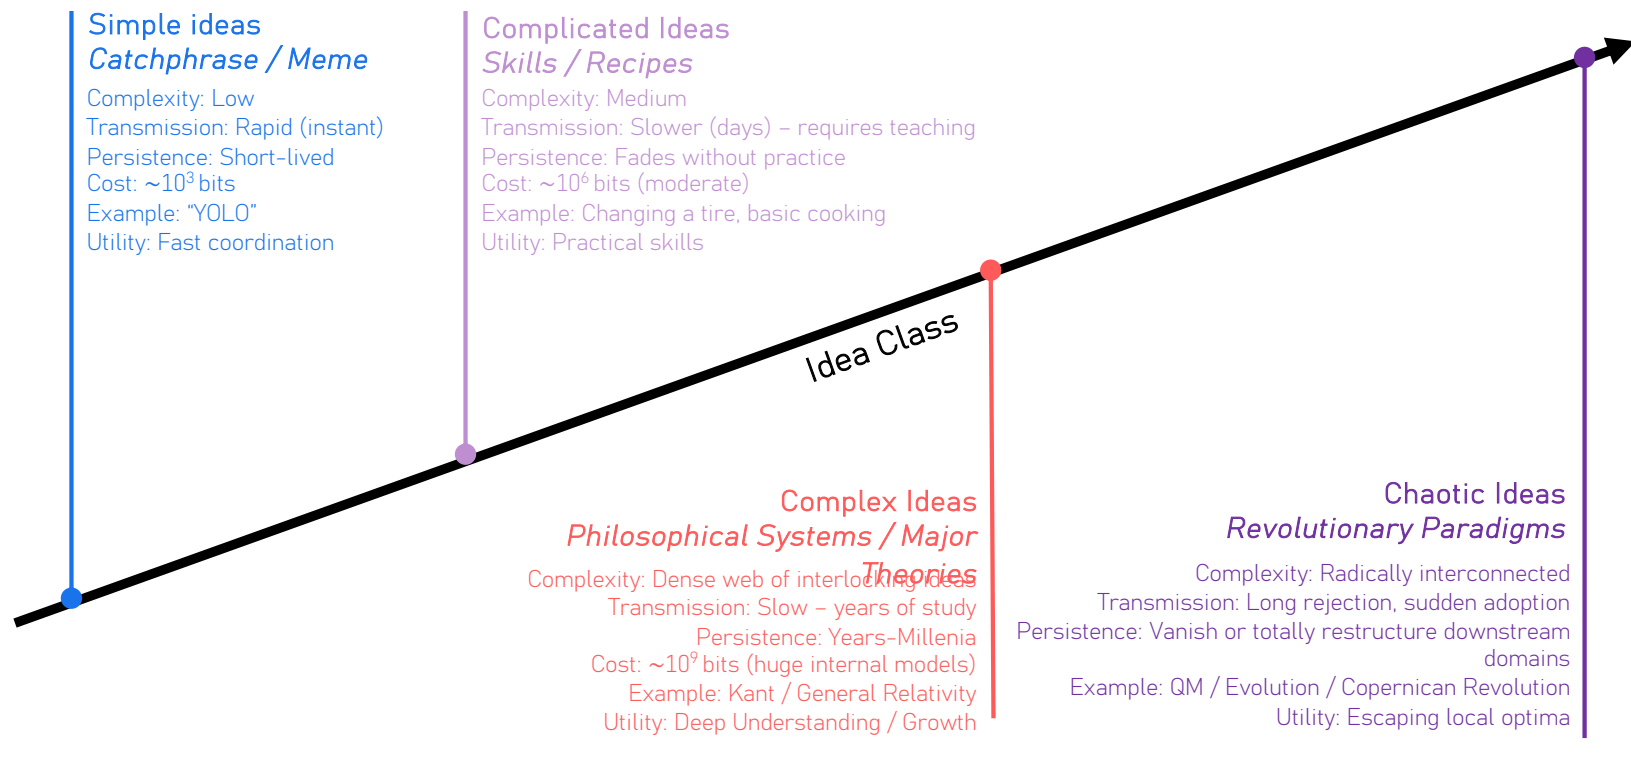 Simple ideas
Catchphrase / Meme
Complexity: Low
Transmission: Rapid (instant)
Persistence: Short-lived
Cost: ~10³ bits
Example: “YOLO”
Utility: Fast coordination
Complicated Ideas
Skills / Recipes
Complexity: Medium
Transmission: Slower (days) – requires teaching
Persistence: Fades without practice
Cost: ~10⁶ bits (moderate)
Example: Changing a tire, basic cooking
Utility: Practical skills
Idea Class
Complex Ideas
Philosophical Systems / Major
Theories
Complexity: Dense web of interlocking ideas
Transmission: Slow – years of study
Persistence: Years-Millenia
Cost: ~10⁹ bits (huge internal models)
Example: Kant / General Relativity
Utility: Deep Understanding / Growth
Chaotic Ideas
Revolutionary Paradigms
Complexity: Radically interconnected
Transmission: Long rejection, sudden adoption
Persistence: Vanish or totally restructure downstream
domains
Example: QM / Evolution / Copernican Revolution
Utility: Escaping local optima